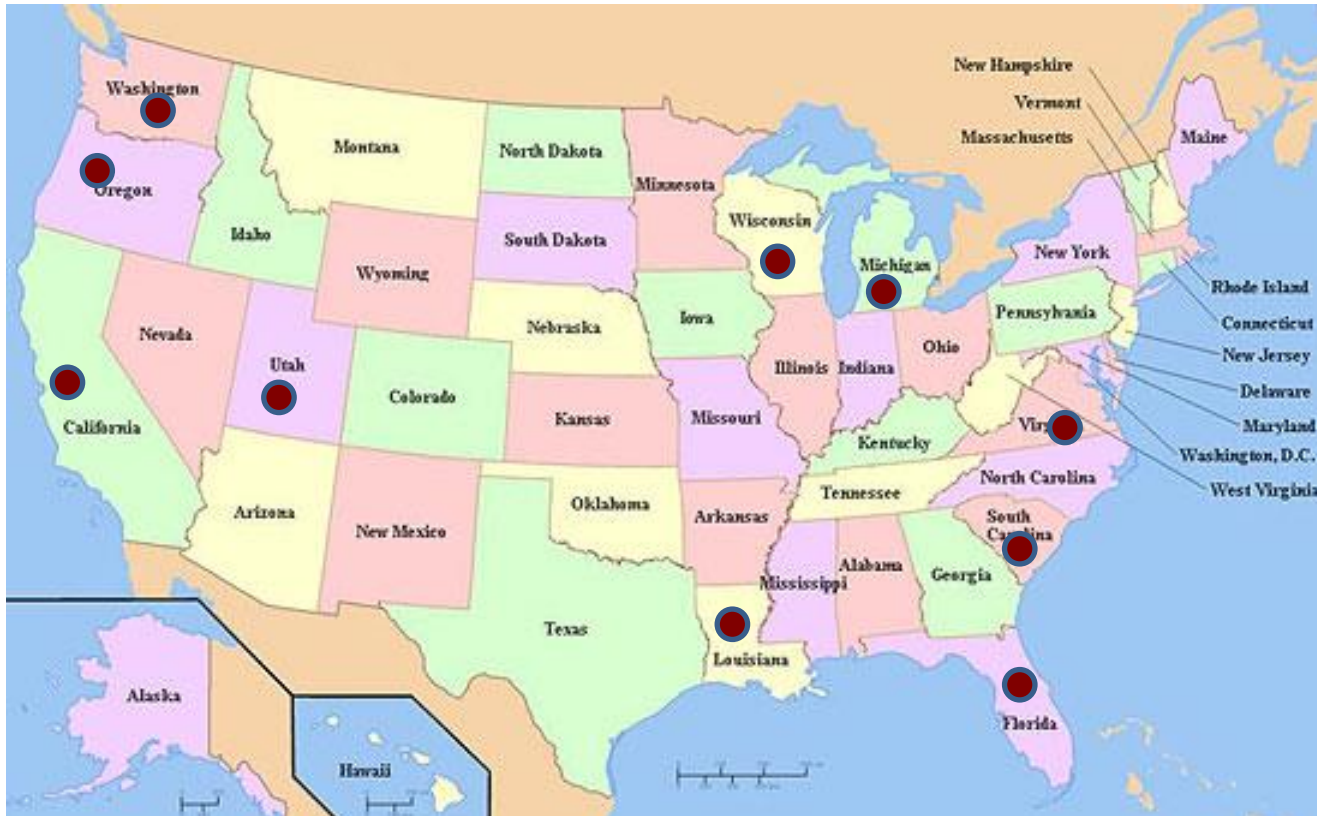 New Hampshire
Vermont
Massachusetts
Washington
Montana
North Dakota
Minnesota
Maine
Oregon
Idaho
Wyoming
South Dakota
Wisconsin
Michigan
New York
Rhode Island
Connecticut
New Jersey
Delaware
Maryland
Washington, D.C.
West Virginia
Nevada
Utah
Colorado
Nebraska
Iowa
Illinois
Indiana
Ohio
Pennsylvania
California
Kansas
Missouri
Kentucky
Arizona
New Mexico
Oklahoma
Arkansas
Tennessee
North Carolina
South
Texas
Louisiana
Mississippi
Alabama
Georgia
Florida
Alaska
Hawaii